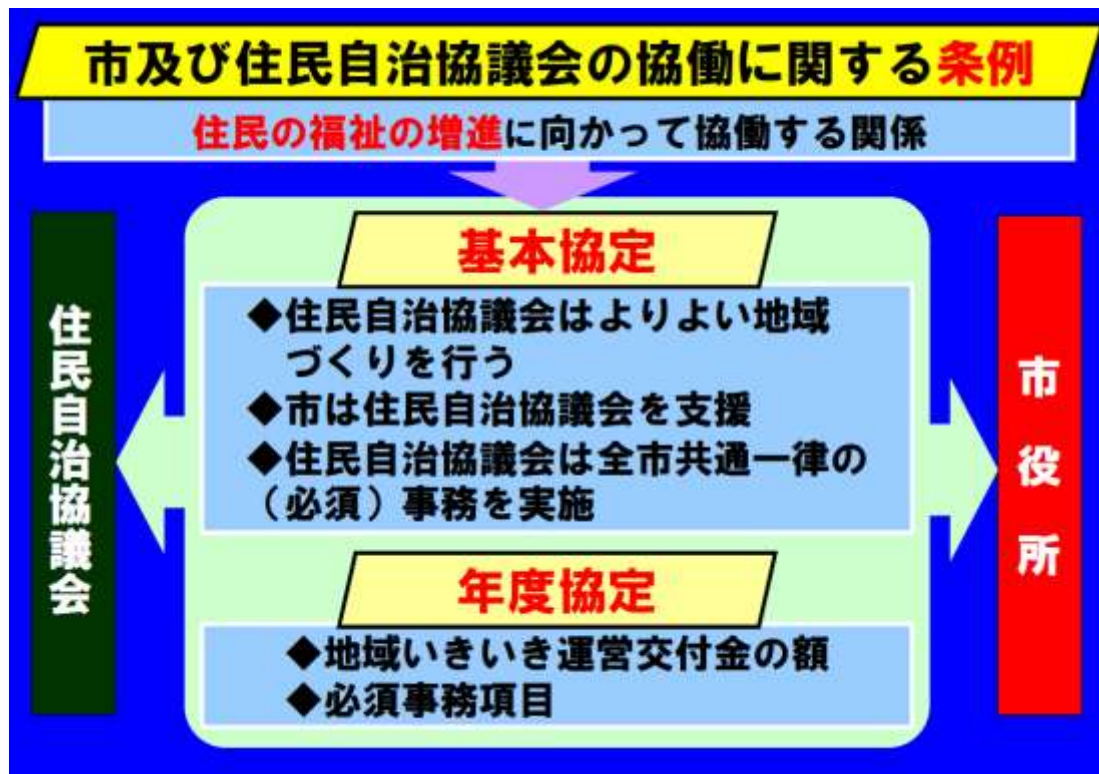 市及び住民自治協議会の協働に関する条例
住民の福祉の増進に向かって協働する関係
住民自治協議会
基本協定
◆住民自治協議会はよりよい地域
づくりを行う
◆市は住民自治協議会を支援
◆住民自治協議会は全市共通一律の
（必須）事務を実施
年度協定
◆地域いきいき運営交付金の額
◆必須事務項目
市役所